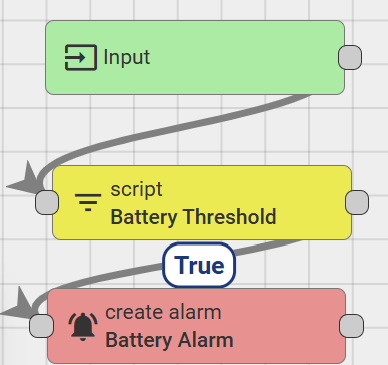 Input
script
Battery Threshold
True
create alarm
Battery Alarm